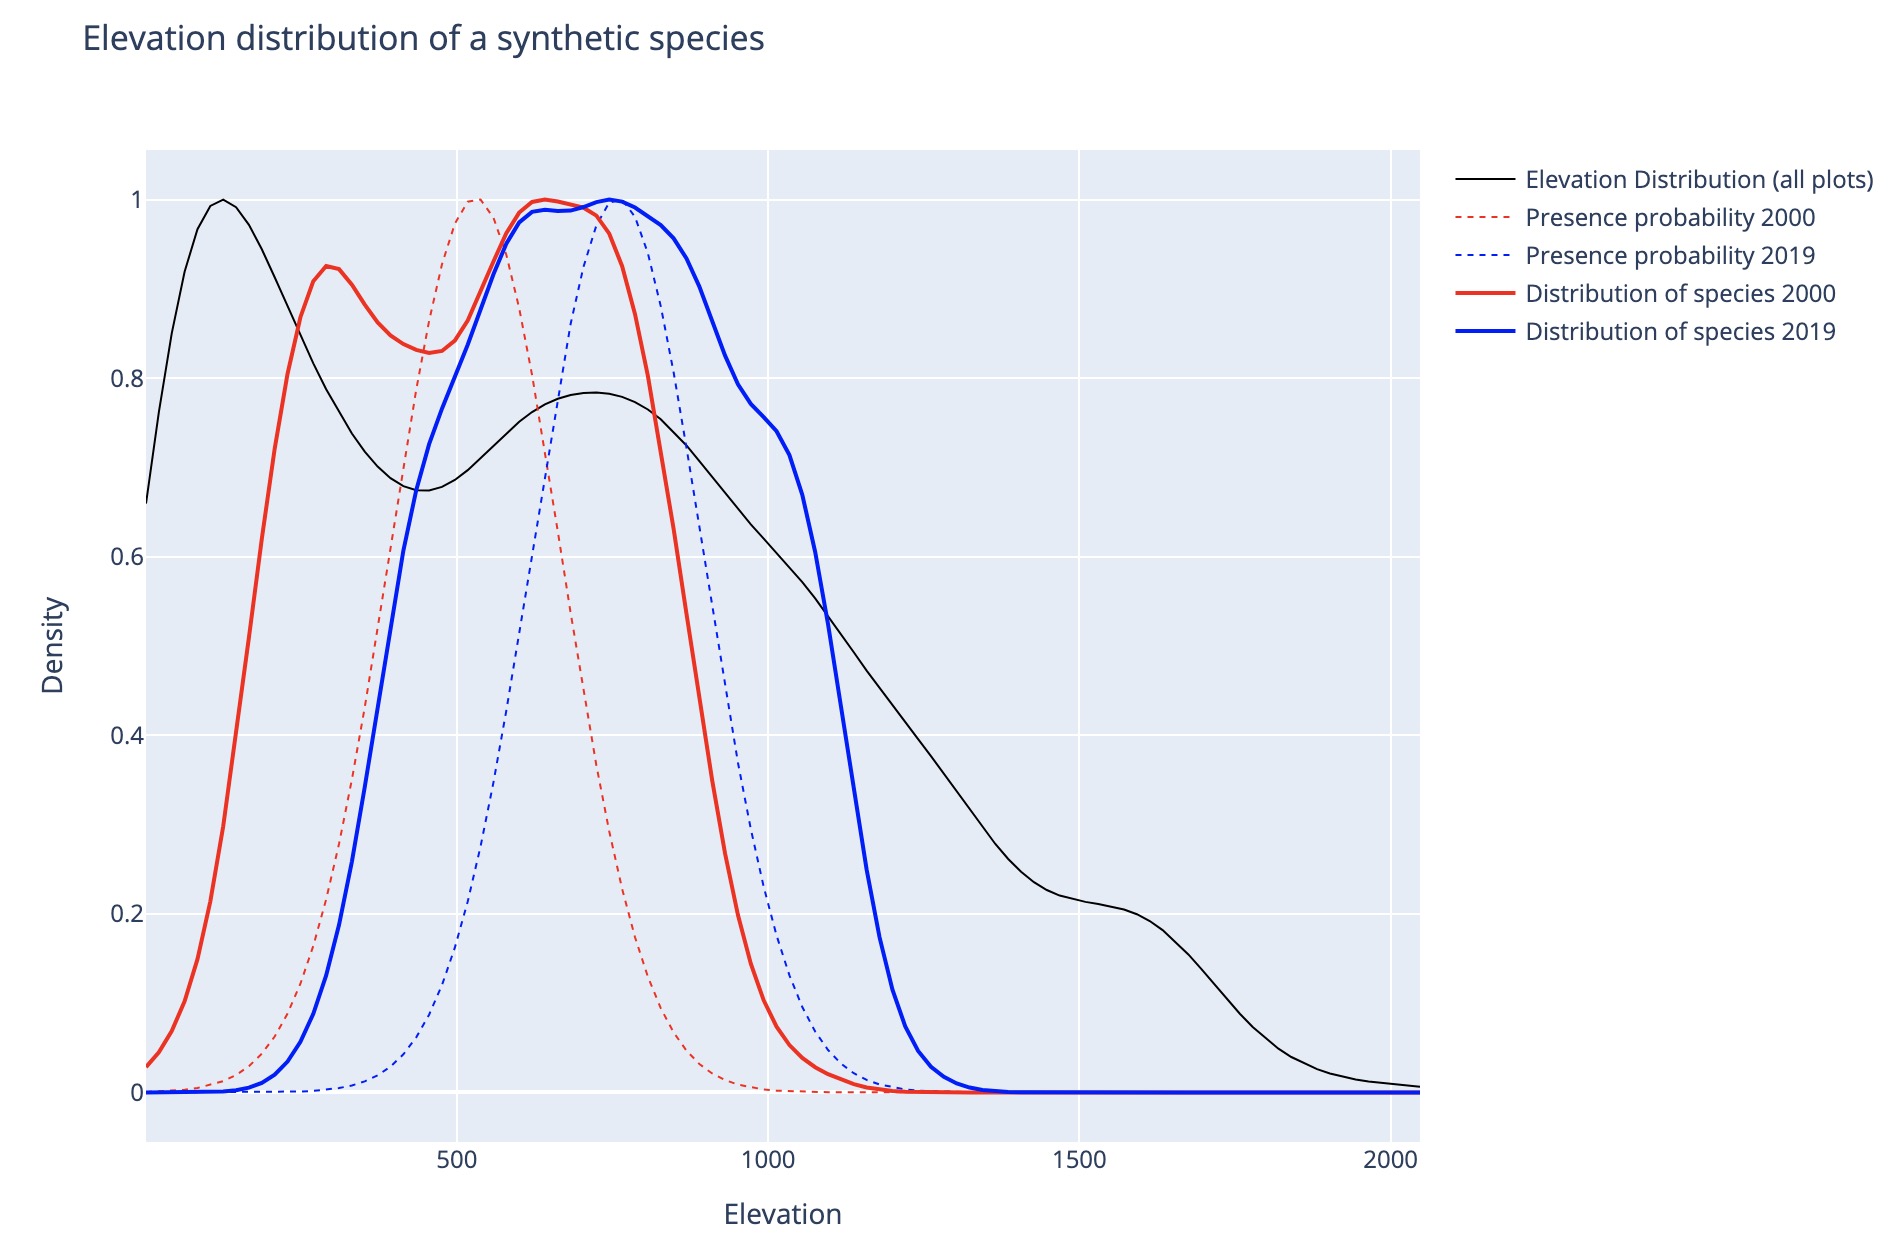 Elevation distribution of a synthetic species
Elevation Distribution (all plots)
Presence probability 2000
Presence probability 2019
Distribution of species 2000
Distribution of species 2019
1
0.8
0.6
0.4
0.2
0
Density
500
1000
1500
2000
Elevation